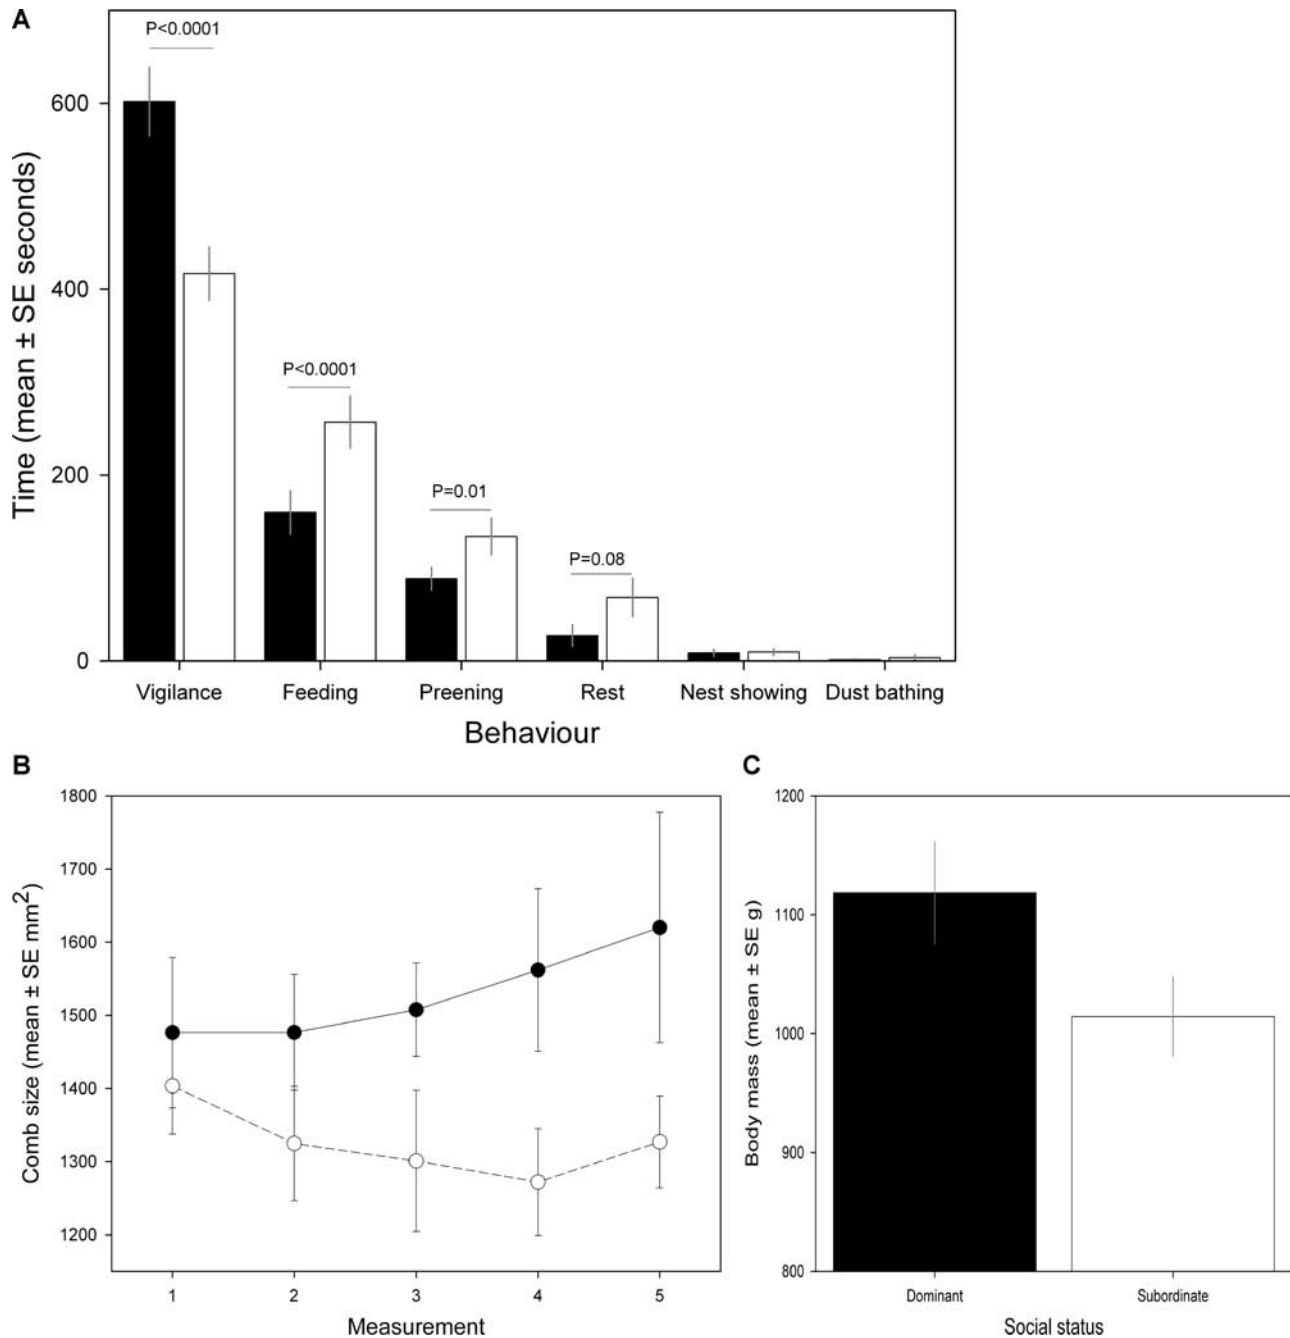 A
P<0.0001
P<0.0001
P=0.01
P=0.08
Time (mean ± SE seconds)
600
400
200
0
Vigilance Feeding Preening Rest Nest showing Dust bathing
Behaviour
B
Comb size (mean ± SE mm²)
1800
1700
1600
1500
1400
1300
1200
1 2 3 4 5
Measurement
C
Body mass (mean ± SE g)
1200
1100
1000
900
800
Dominant Subordinate
Social status